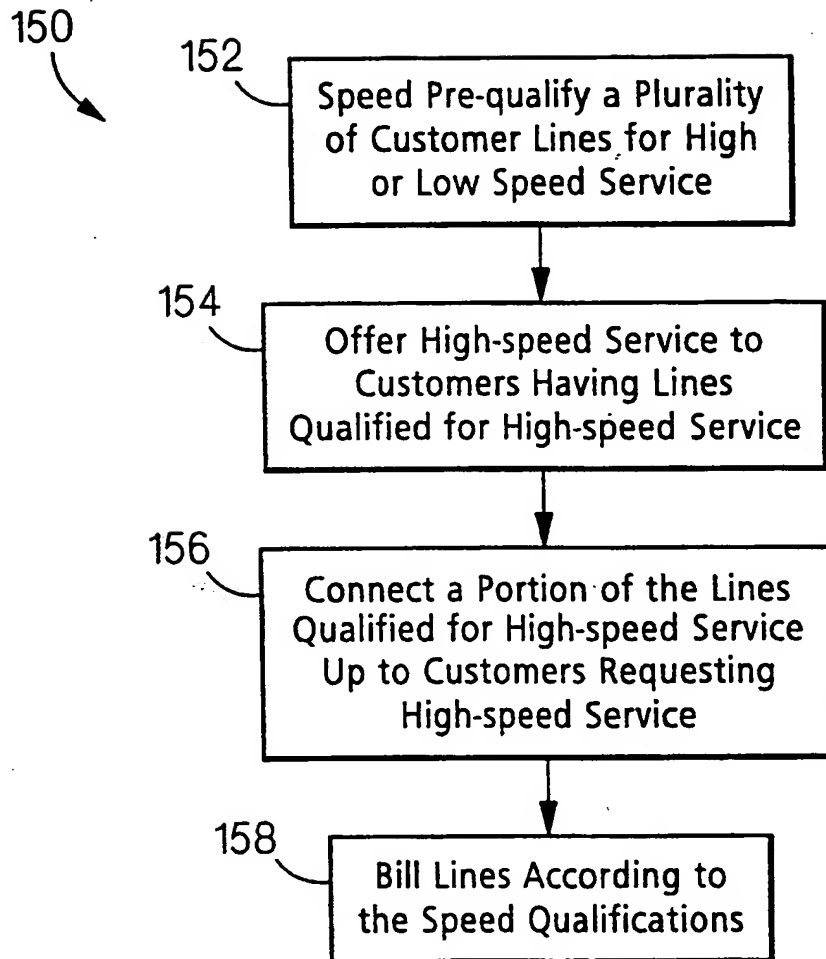 150
152
Speed Pre-qualify a Plurality
of Customer Lines for High
or Low Speed Service
154
Offer High-speed Service to
Customers Having Lines
Qualified for High-speed Service
156
Connect a Portion of the Lines
Qualified for High-speed Service
Up to Customers Requesting
High-speed Service
158
Bill Lines According to
the Speed Qualifications